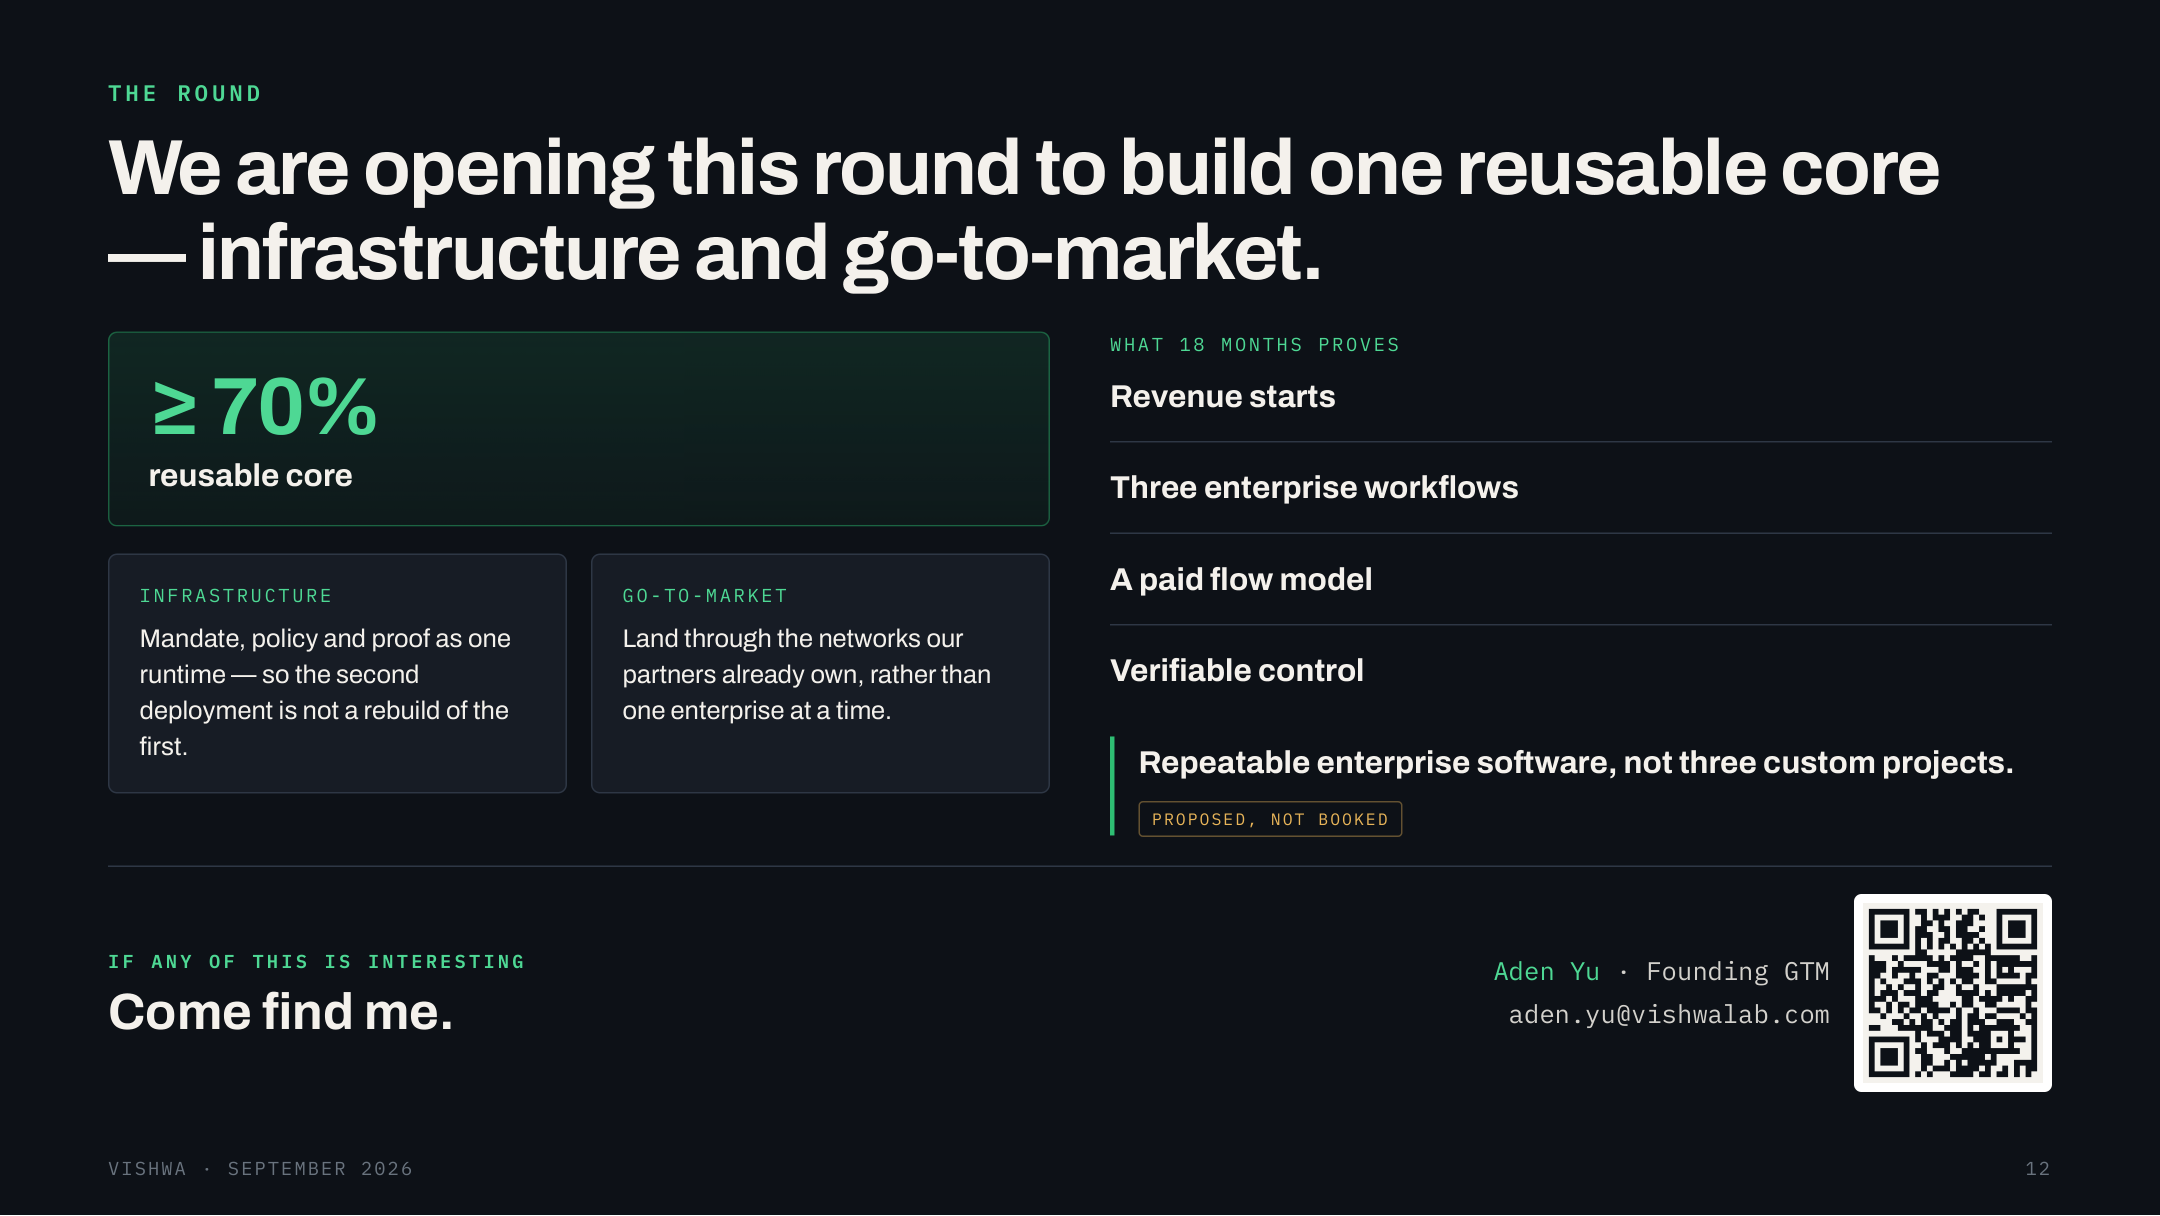 THE ROUND
We are opening this round to build one reusable core
— infrastructure and go-to-market.
≥ 70%
reusable core
INFRASTRUCTURE
Mandate, policy and proof as one
runtime — so the second
deployment is not a rebuild of the
first.
GO-TO-MARKET
Land through the networks our
partners already own, rather than
one enterprise at a time.
WHAT 18 MONTHS PROVES
Revenue starts
Three enterprise workflows
A paid flow model
Verifiable control
Repeatable enterprise software, not three custom projects.
PROPOSED, NOT BOOKED
IF ANY OF THIS IS INTERESTING
Come find me.
Aden Yu · Founding GTM
aden.yu@vishwalab.com
VISHWA · SEPTEMBER 2026
12